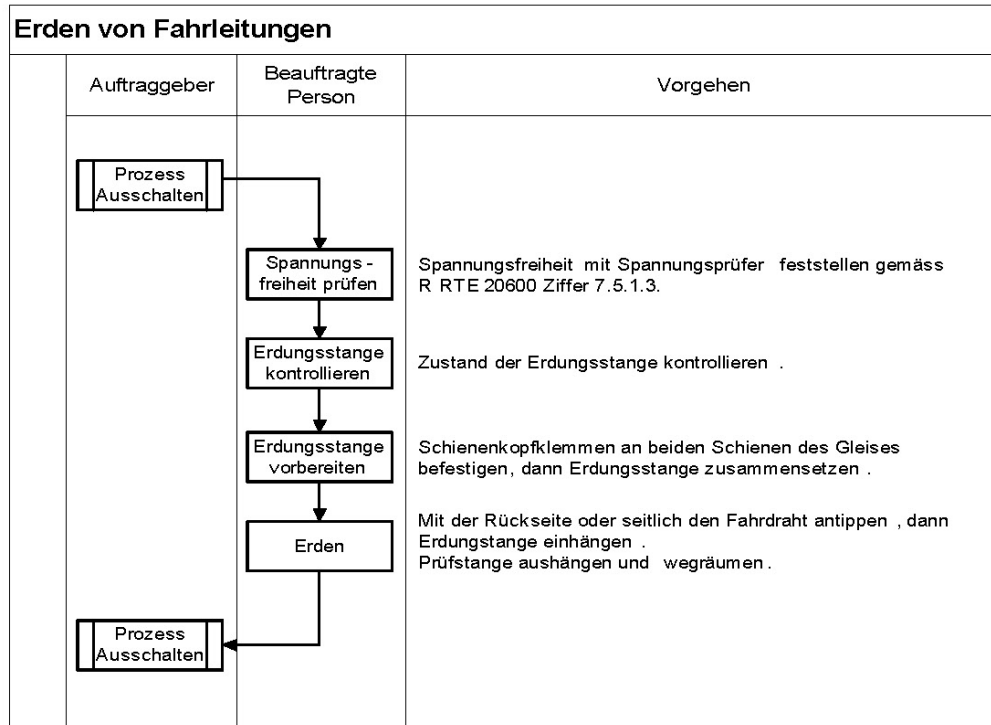 Erden von Fahrleitungen
Auftraggeber
Beauftragte
Person
Vorgehen
Prozess
Ausschalten
Spannungs -
freiheit prüfen
Spannungsfreiheit mit Spannungsprüfer feststellen gemäss
R RTE 20600 Ziffer 7.5.1.3.
Erdungsstange
kontrollieren
Zustand der Erdungsstange kontrollieren .
Erdungsstange
vorbereiten
Schienenkopfklemmen an beiden Schienen des Gleises
befestigen, dann Erdungsstange zusammensetzen .
Erden
Mit der Rückseite oder seitlich den Fahrdraht antippen , dann
Erdungstange einhängen .
Prüfstange aushängen und wegräumen .
Prozess
Ausschalten